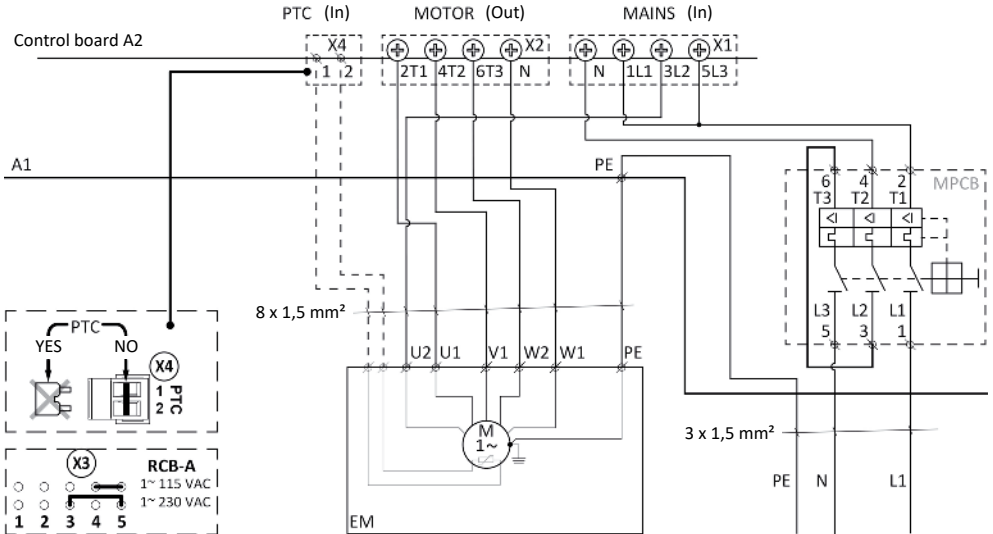 PTC (In) MOTOR (Out) MAINS (In)
Control board A2
X4 X2 X1
1 2 2T1 4T2 6T3 N N 1L1 3L2 5L3
A1 PE
6 4 2 MPCB
T3 T2 T1
8 x 1,5 mm²
L3 L2 L1
5 3 1
U2 U1 V1 W2 W1 PE
PTC
YES NO
X4
1
2
PTC
M
1~
3 x 1,5 mm²
X3 RCB-A
1~ 115 VAC
1~ 230 VAC
1 2 3 4 5
PE N L1
EM